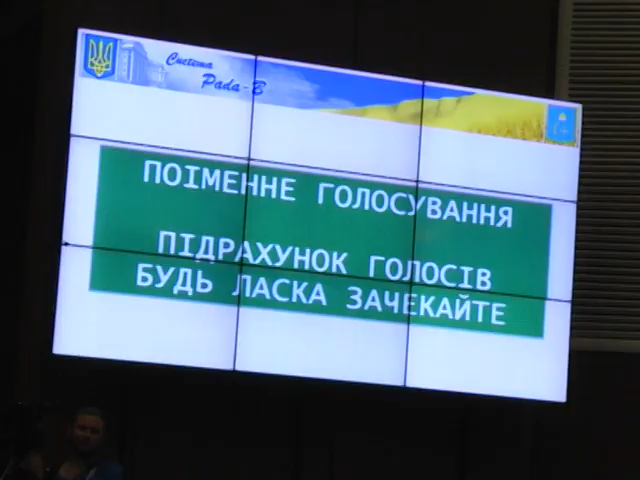 Система
Рада-В
ПОІМЕННЕ ГОЛОСУВАННЯ
ПІДРАХУНОК ГОЛОСІВ
БУДЬ ЛАСКА ЗАЧЕКАЙТЕ